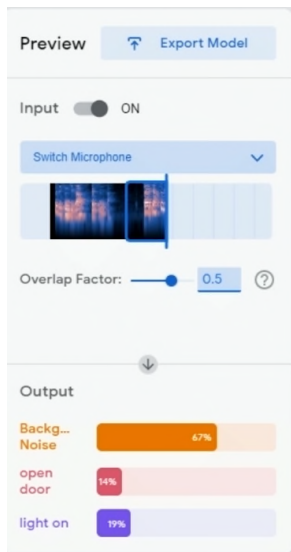 Preview
Export Model
Input
ON
Switch Microphone
Overlap Factor:
0.5
?
Output
Backg...
Noise
67%
open
door
14%
light on
19%